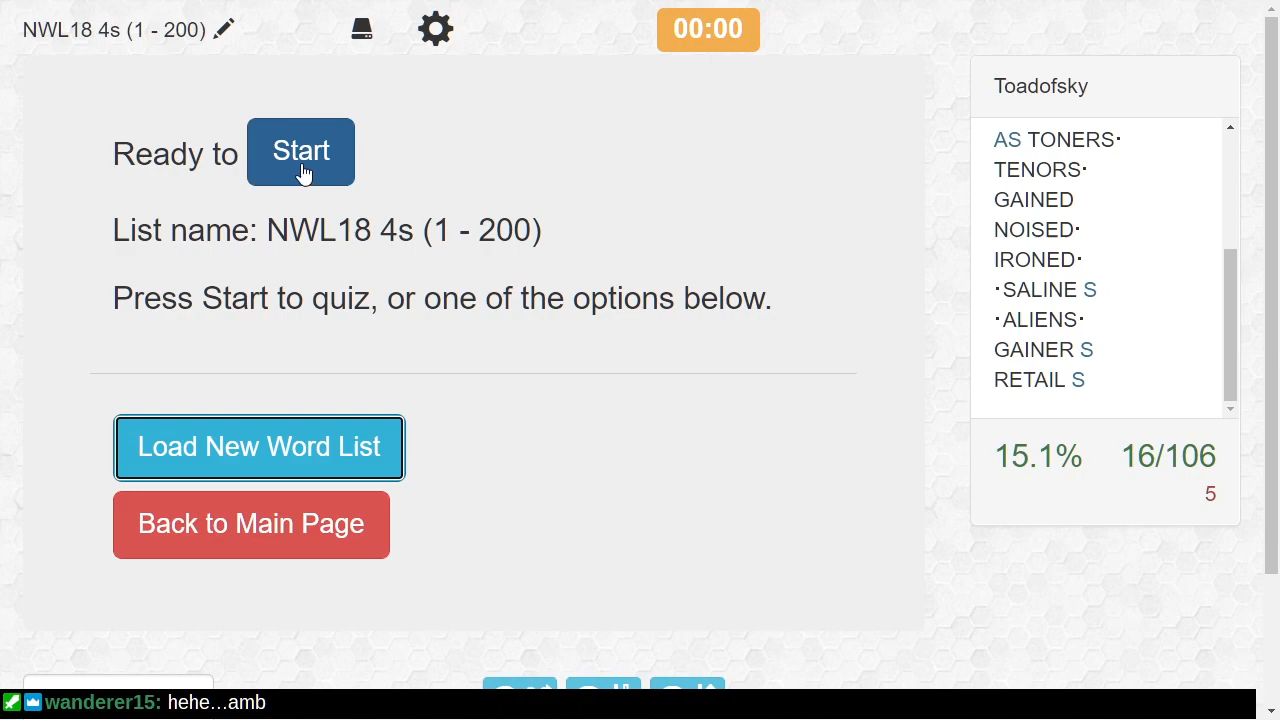 NWL18 4s (1 - 200)
00:00
Toadofsky
Ready to Start
List name: NWL18 4s (1 - 200)
Press Start to quiz, or one of the options below.
Load New Word List
Back to Main Page
AS TONERS·
TENORS·
GAINED
NOISED·
IRONED·
·SALINE S
·ALIENS·
GAINER S
RETAIL S
15.1% 16/106
5
wanderer15: hehe...amb